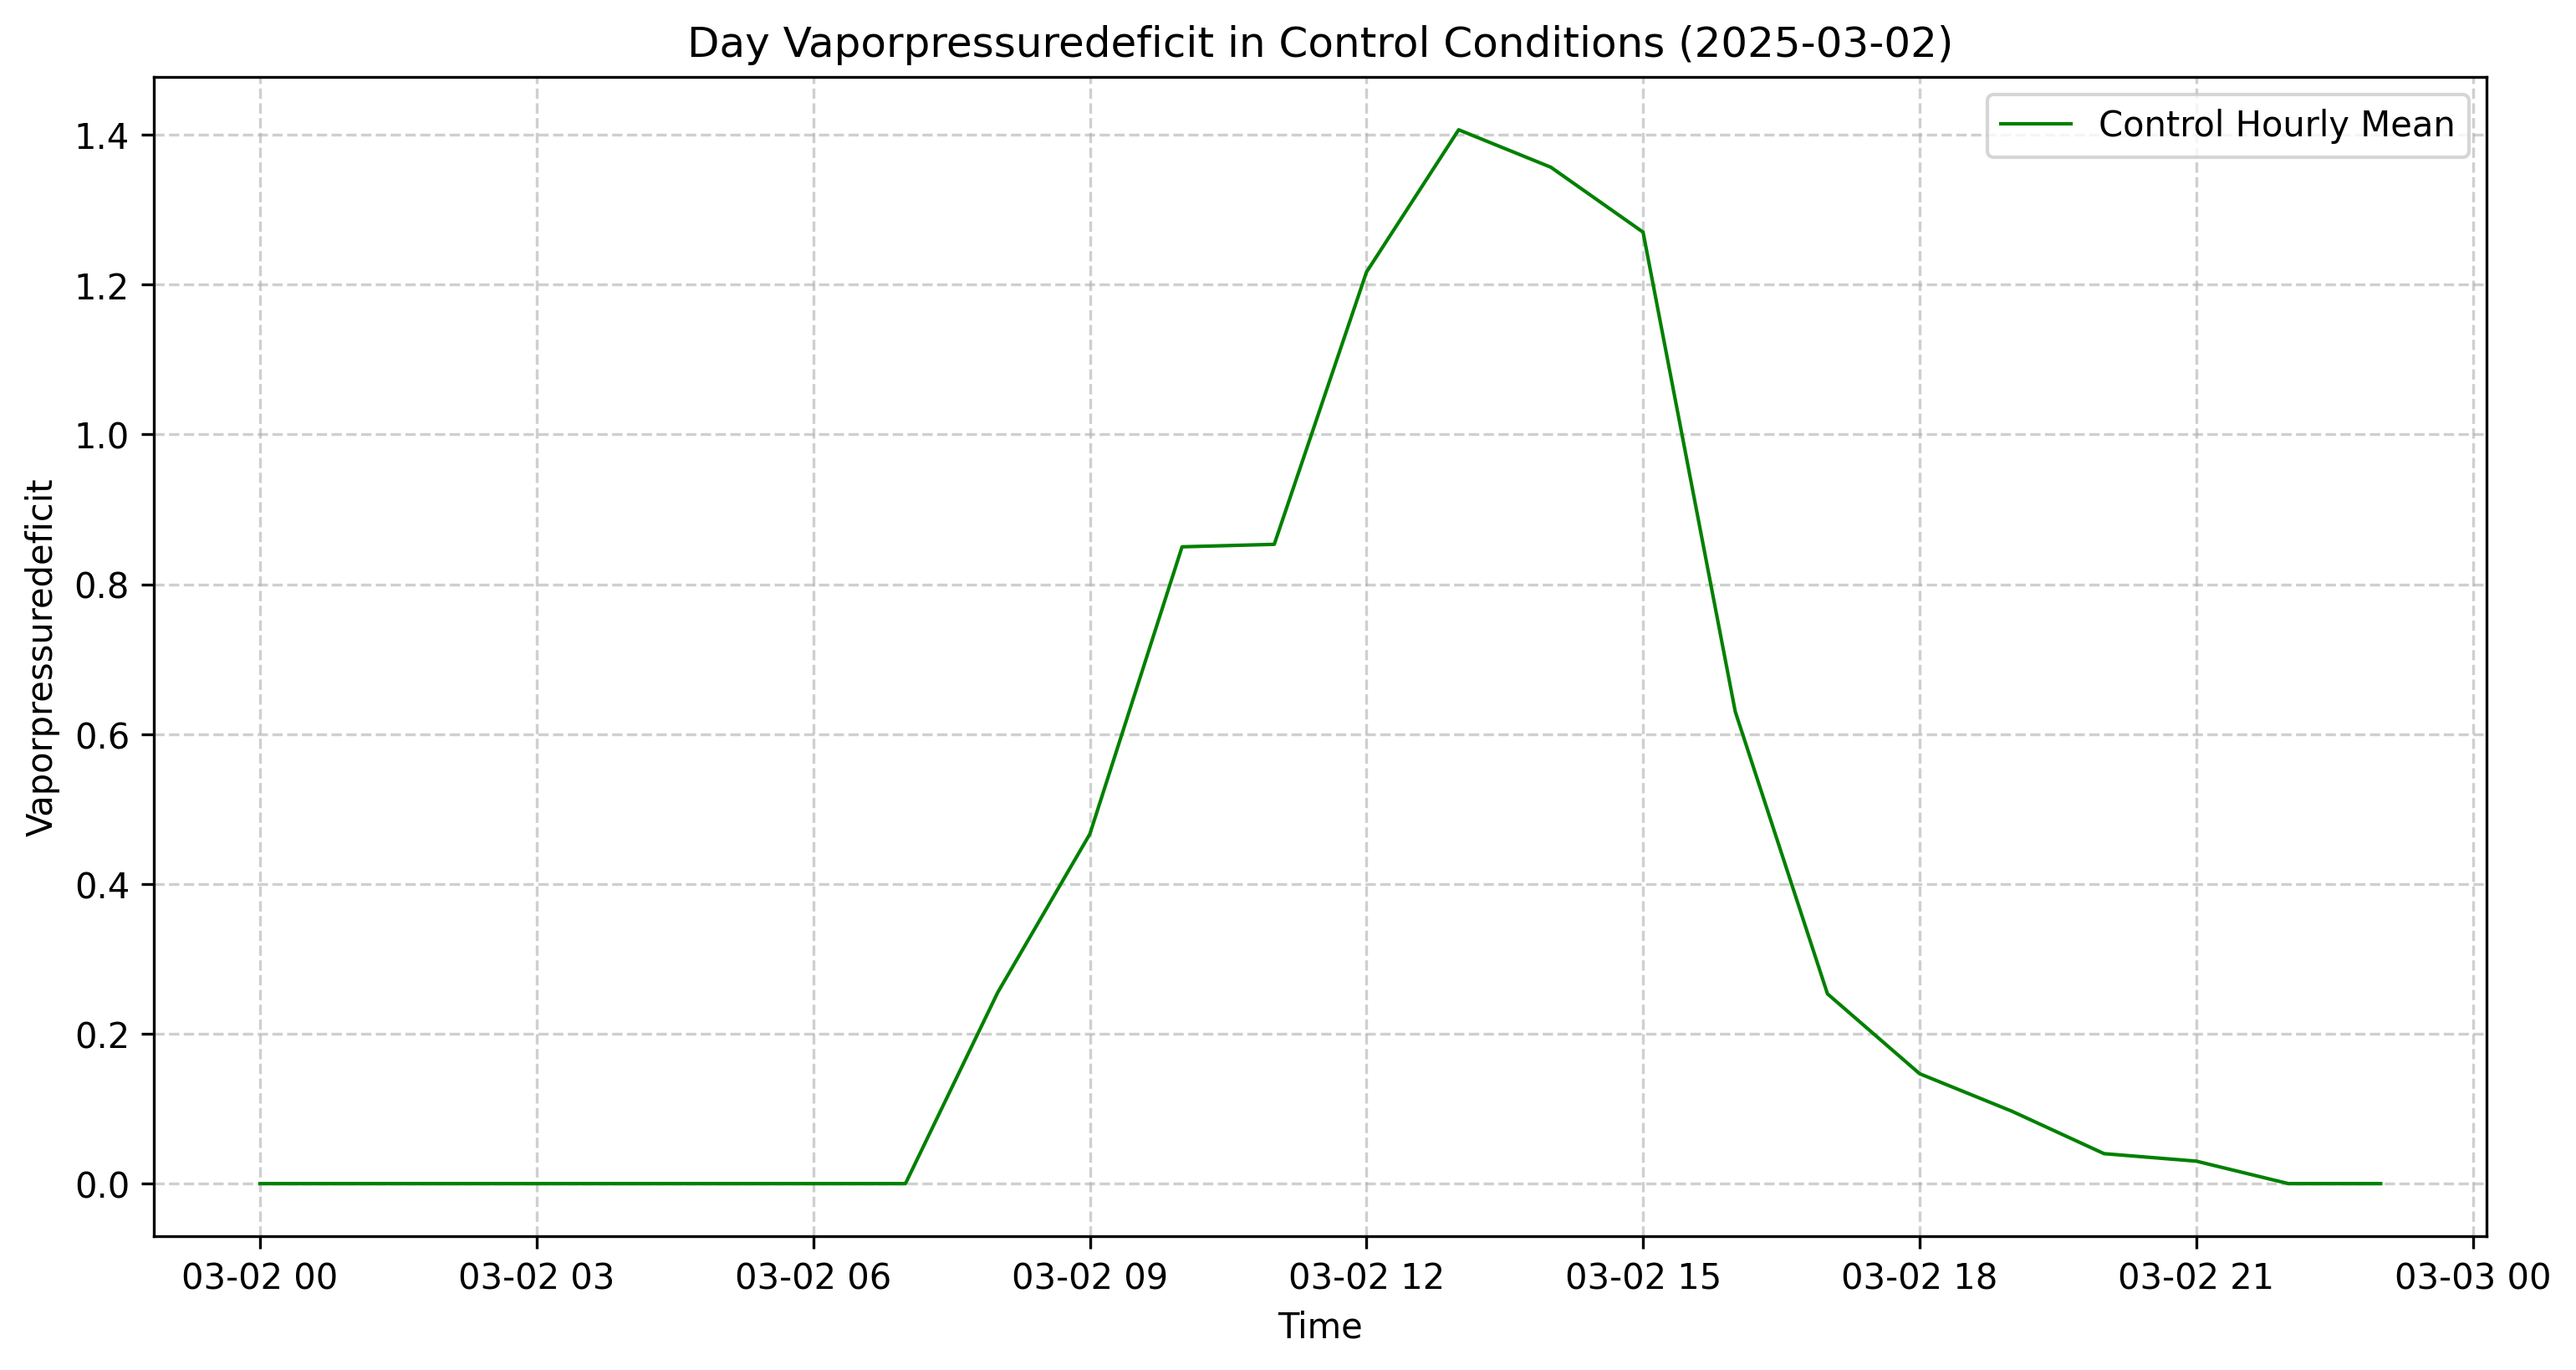 Day Vaporpressuredeficit in Control Conditions (2025-03-02)
Control Hourly Mean
1.4
1.2
1.0
0.8
0.6
0.4
0.2
0.0
Vaporpressuredeficit
03-02 00 03-02 03 03-02 06 03-02 09 03-02 12 03-02 15 03-02 18 03-02 21 03-03 00
Time